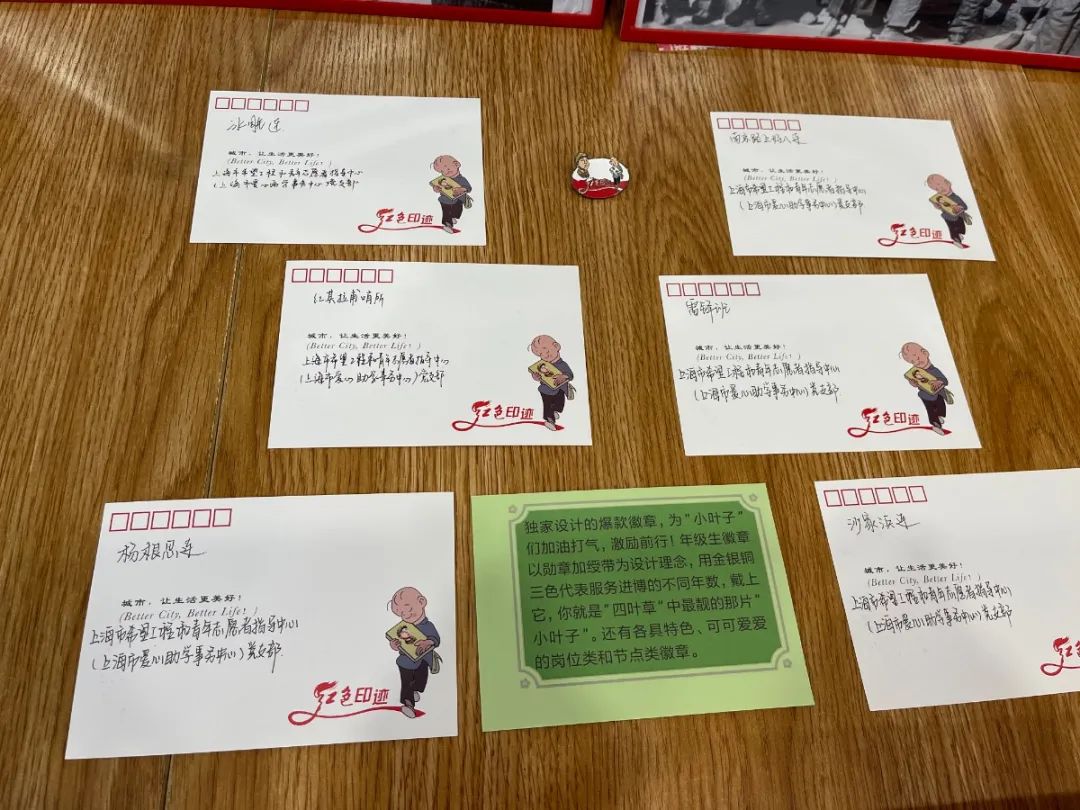 冰雕连
城市，让生活更美好！
(Better City, Better Life！)
上海市希望工程和青年志愿者指导中心
(上海市爱心助学事务中心)党支部
红色印迹
南京路上好八连
城市，让生活更美好！
(Better City, Better Life！)
上海市希望工程和青年志愿者指导中心
(上海市爱心助学事务中心)党支部
红色印迹
红其拉甫哨所
城市，让生活更美好！
(Better City, Better Life！)
上海市希望工程和青年志愿者指导中心
(上海市爱心助学事务中心)党支部
红色印迹
雷锋班
城市，让生活更美好！
(Better City, Better Life！)
上海市希望工程和青年志愿者指导中心
(上海市爱心助学事务中心)党支部
红色印迹
杨根思连
城市，让生活更美好！
(Better City, Better Life！)
上海市希望工程和青年志愿者指导中心
(上海市爱心助学事务中心)党支部
红色印迹
独家设计的爆款徽章，为“小叶子”
们加油打气，激励前行！年级生徽章
以勋章加绶带为设计理念，用金银铜
三色代表服务进博的不同年数，戴上
它，你就是“四叶草”中最靓的那片“
小叶子”。还有各具特色、可可爱爱
的岗位类和节点类徽章。
沙家浜连
城市，让生活更美好！
(Better City, Better Life！)
上海市希望工程和青年志愿者指导中心
(上海市爱心助学事务中心)党支部
红